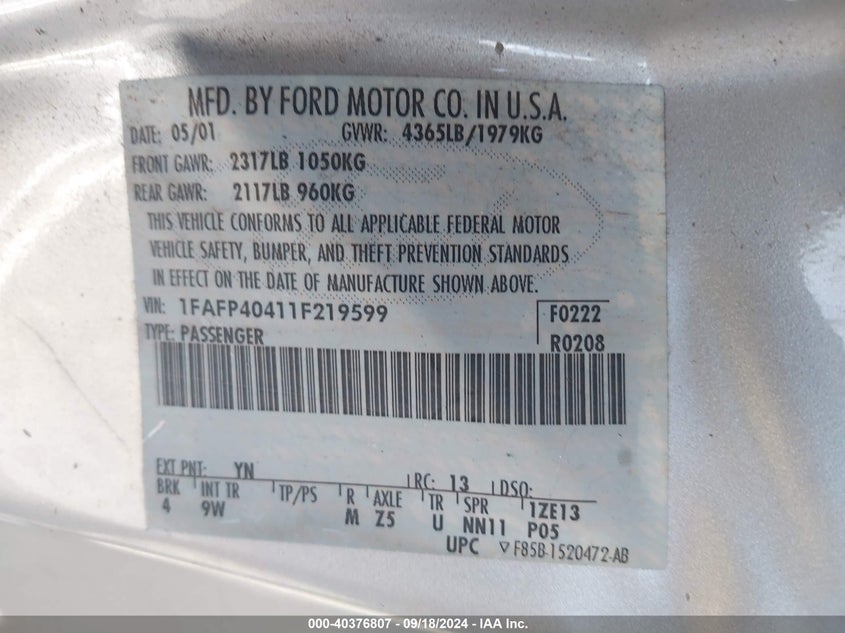 MFD. BY FORD MOTOR CO. IN U.S.A.
DATE: 05/01 GVWR: 4365LB/1979KG
FRONT GAWR: 2317LB 1050KG
REAR GAWR: 2117LB 960KG
THIS VEHICLE CONFORMS TO ALL APPLICABLE FEDERAL MOTOR
VEHICLE SAFETY, BUMPER, AND THEFT PREVENTION STANDARDS
IN EFFECT ON THE DATE OF MANUFACTURE SHOWN ABOVE.
VIN: 1FAFP40411F219599 F0222
TYPE: PASSENGER R0208
EXT PNT: YN RC: 13 DSO:
BRK INT TR TP/PS R AXLE TR SPR 1ZE13
4 9W M Z5 U NN11 P05
UPC F85B-1520472-AB
000-40376807 - 09/18/2024 - IAA Inc.